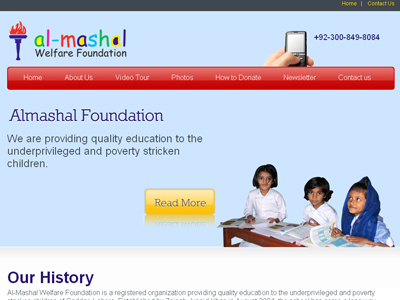 Home | Contact Us
al-mashal
Welfare Foundation
+92-300-849-8084
Home About Us Video Tour Photos How to Donate Newsletter Contact us
Almashal Foundation
We are providing quality education to the
underprivileged and poverty stricken
children.
Read More
Our History
Al-Mashal Welfare Foundation is a registered organization providing quality education to the underprivileged and poverty